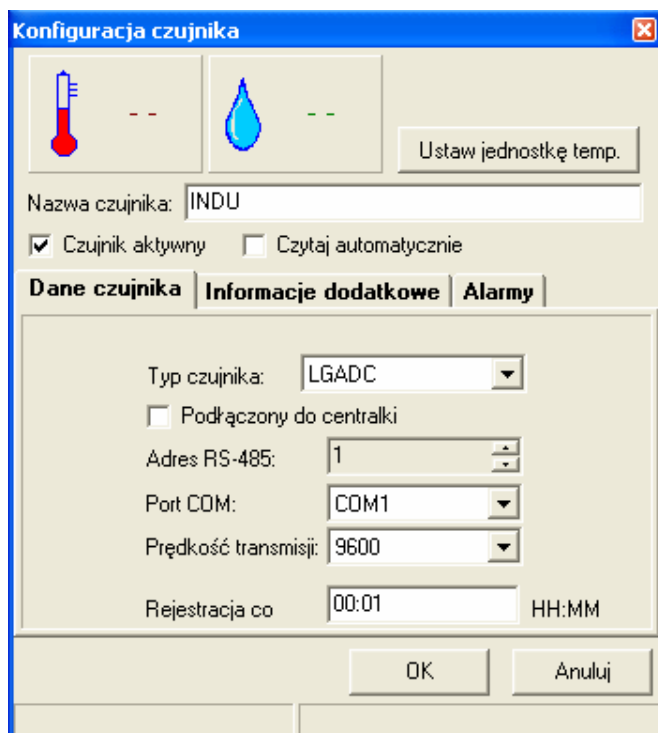 Konfiguracja czujnika
-- --
Ustaw jednostkę temp.
Nazwa czujnika: INDU
Czujnik aktywny Czytaj automatycznie
Dane czujnika Informacje dodatkowe Alarmy
Typ czujnika: LGADC
Podłączony do centralki
Adres RS-485: 1
Port COM: COM1
Prędkość transmisji: 9600
Rejestracja co 00:01 HH:MM
OK Anuluj